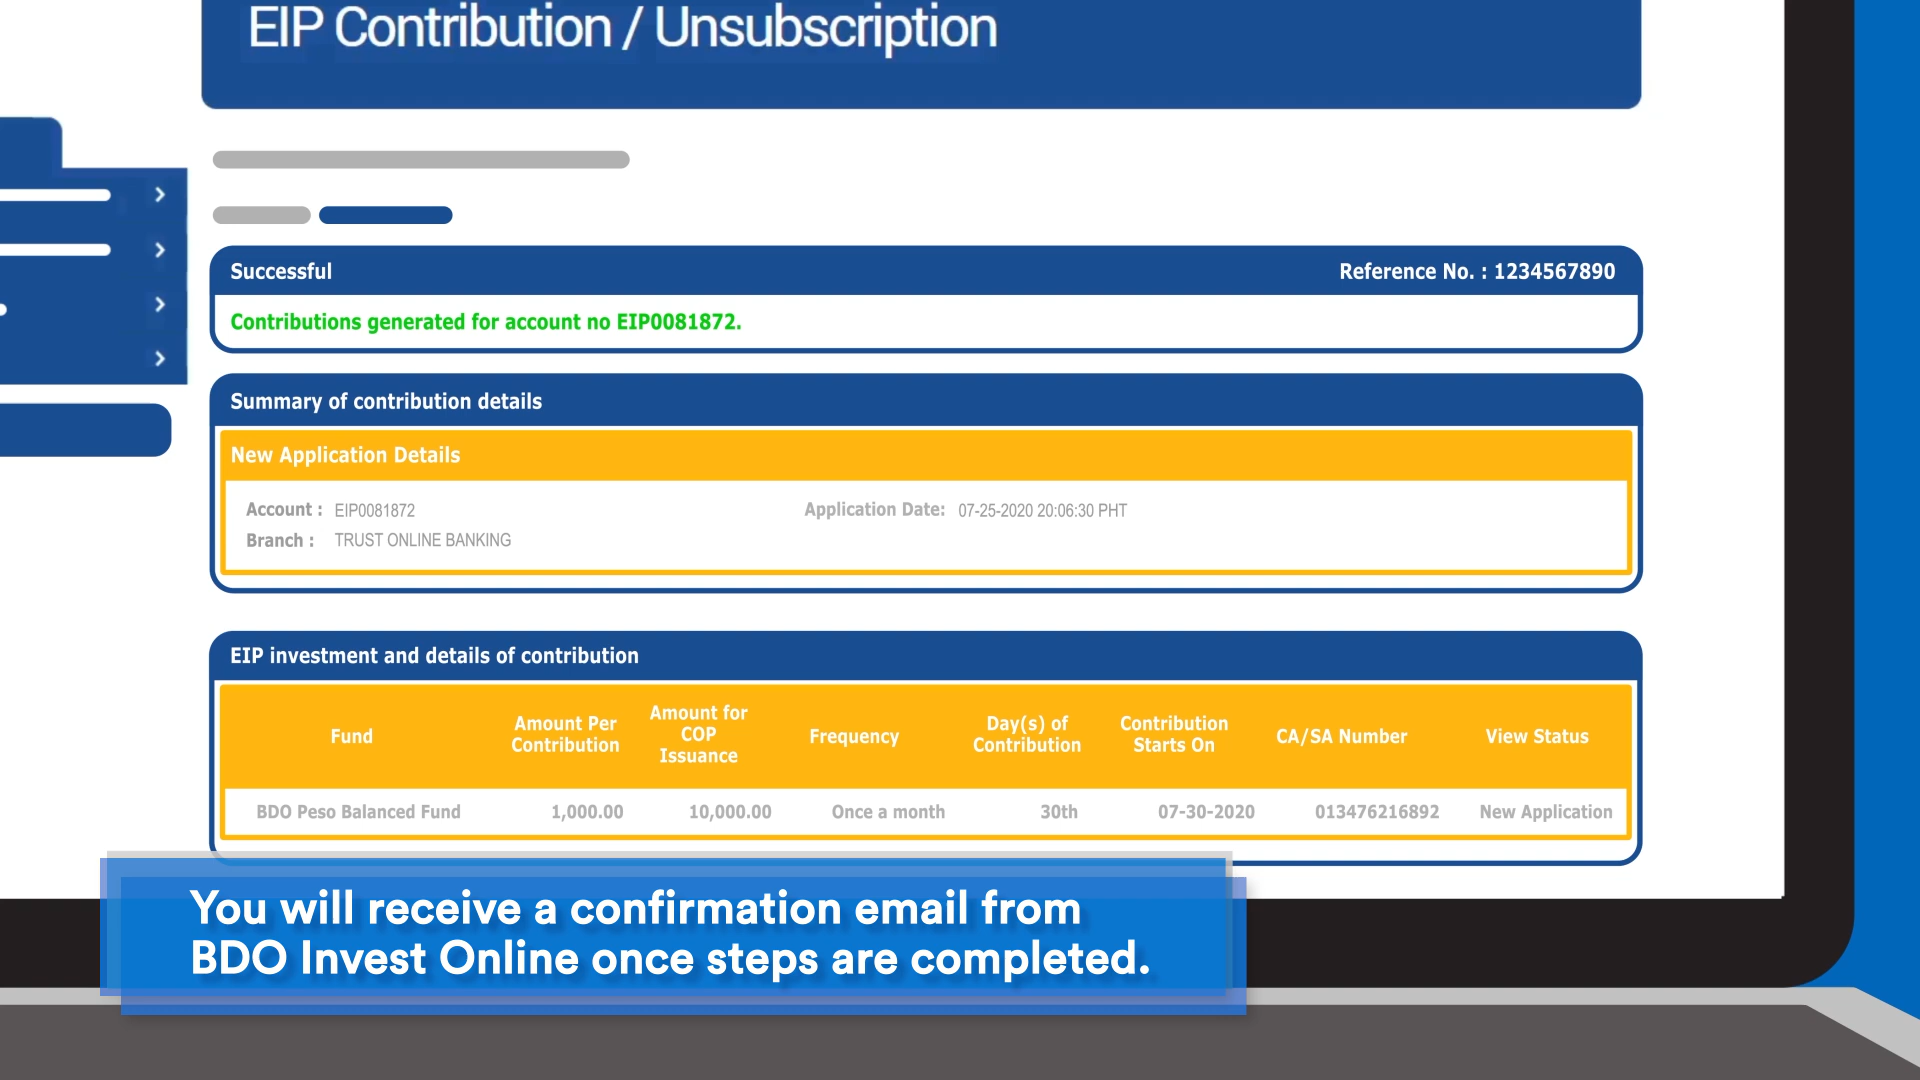 EIP Contribution / Unsubscription
Successful
Reference No. : 1234567890
Contributions generated for account no EIP0081872.
Summary of contribution details
New Application Details
Account : EIP0081872
Application Date: 07-25-2020 20:06:30 PHT
Branch : TRUST ONLINE BANKING
EIP investment and details of contribution
Fund
Amount Per
Contribution
Amount for
COP
Issuance
Frequency
Day(s) of
Contribution
Contribution
Starts On
CA/SA Number
View Status
BDO Peso Balanced Fund 1,000.00 10,000.00 Once a month 30th 07-30-2020 013476216892 New Application
You will receive a confirmation email from
BDO Invest Online once steps are completed.